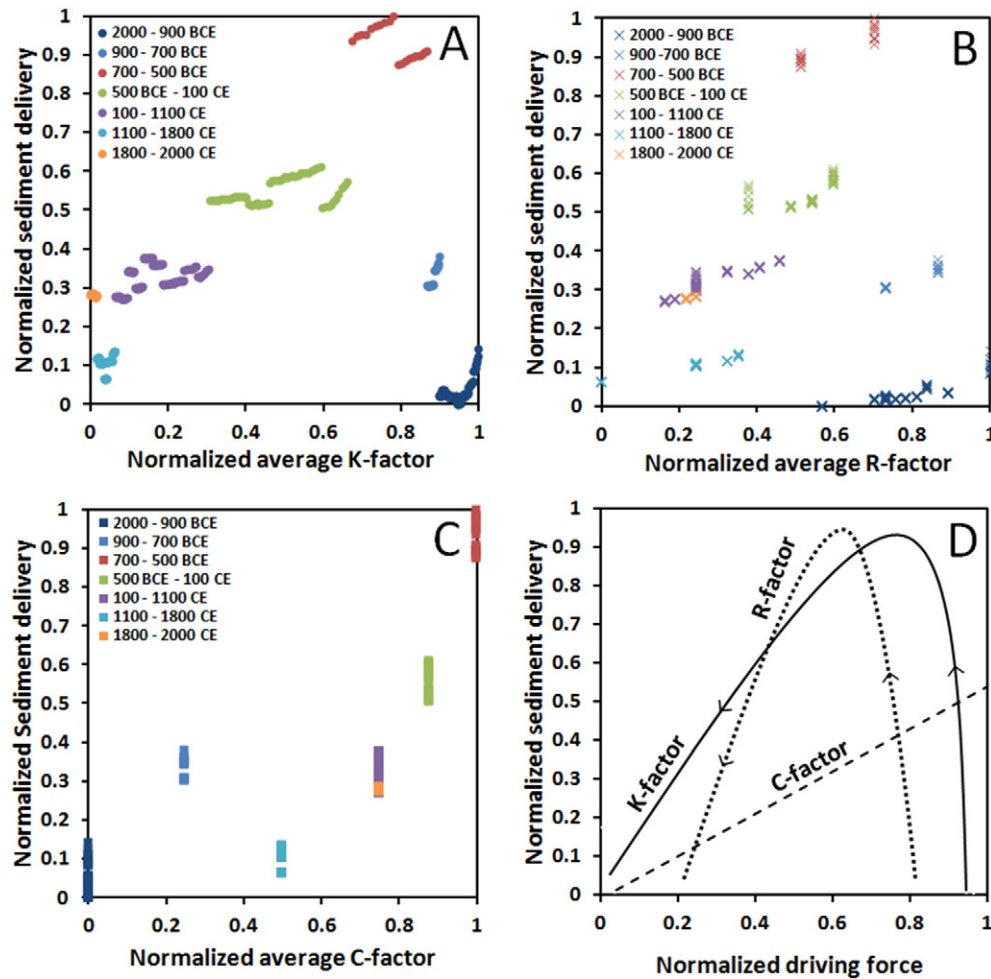 A
Normalized sediment delivery
1
0.9
0.8
0.7
0.6
0.5
0.4
0.3
0.2
0.1
0
2000 - 900 BCE
900 - 700 BCE
700 - 500 BCE
500 BCE - 100 CE
100 - 1100 CE
1100 - 1800 CE
1800 - 2000 CE
0 0.2 0.4 0.6 0.8 1
Normalized average K-factor
B
Normalized sediment delivery
1
0.9
0.8
0.7
0.6
0.5
0.4
0.3
0.2
0.1
0
2000 - 900 BCE
900 -700 BCE
700 - 500 BCE
500 BCE - 100 CE
100 - 1100 CE
1100 - 1800 CE
1800 - 2000 CE
0 0.2 0.4 0.6 0.8 1
Normalized average R-factor
C
Normalized Sediment delivery
1
0.9
0.8
0.7
0.6
0.5
0.4
0.3
0.2
0.1
0
2000 - 900 BCE
900 - 700 BCE
700 - 500 BCE
500 BCE - 100 CE
100 - 1100 CE
1100 - 1800 CE
1800 - 2000 CE
0 0.2 0.4 0.6 0.8 1
Normalized average C-factor
D
Normalized sediment delivery
1
0.9
0.8
0.7
0.6
0.5
0.4
0.3
0.2
0.1
0
R-factor
K-factor
C-factor
0 0.2 0.4 0.6 0.8 1
Normalized driving force